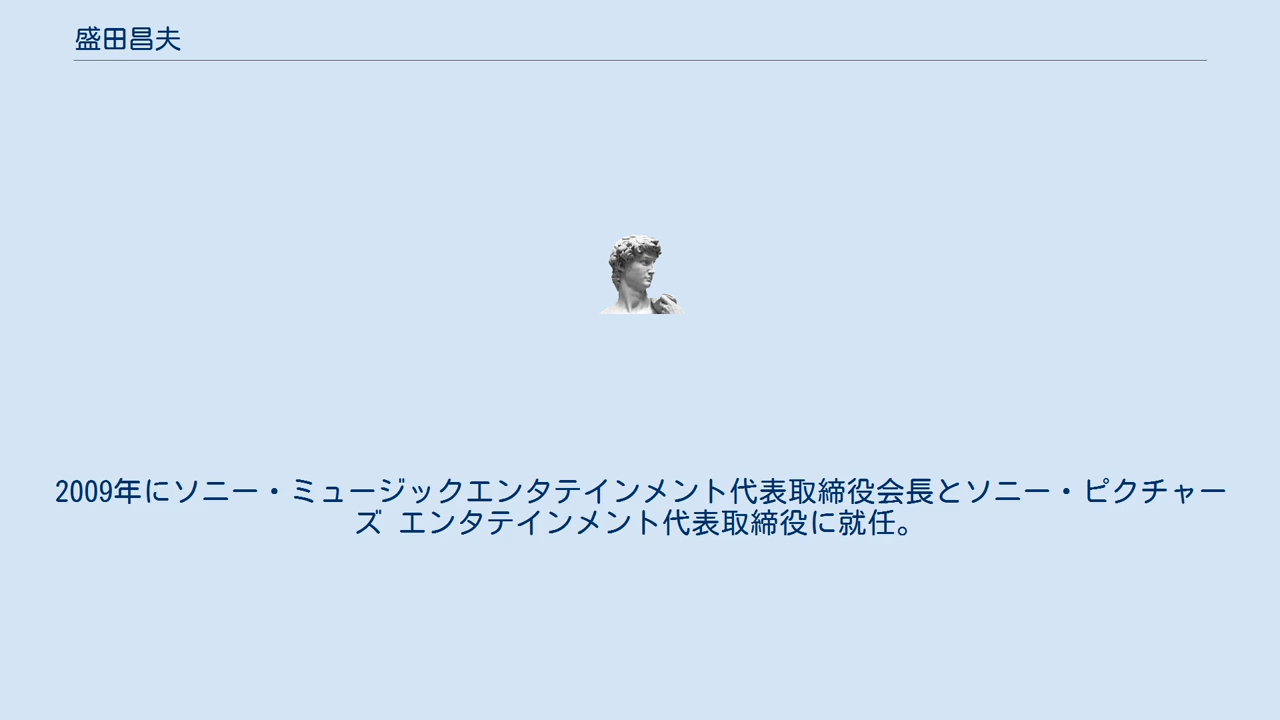 盛田昌夫
2009年にソニー・ミュージックエンタテインメント代表取締役会長とソニー・ピクチャー
ズ エンタテインメント代表取締役に就任。